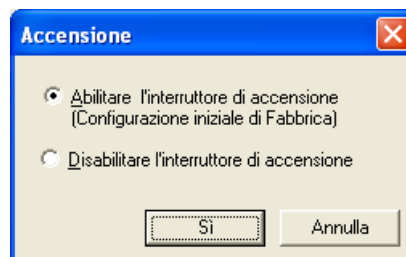 Accensione
Abilitare l'interruttore di accensione
(Configurazione iniziale di Fabbrica)
Disabilitare l'interruttore di accensione
Sì
Annulla